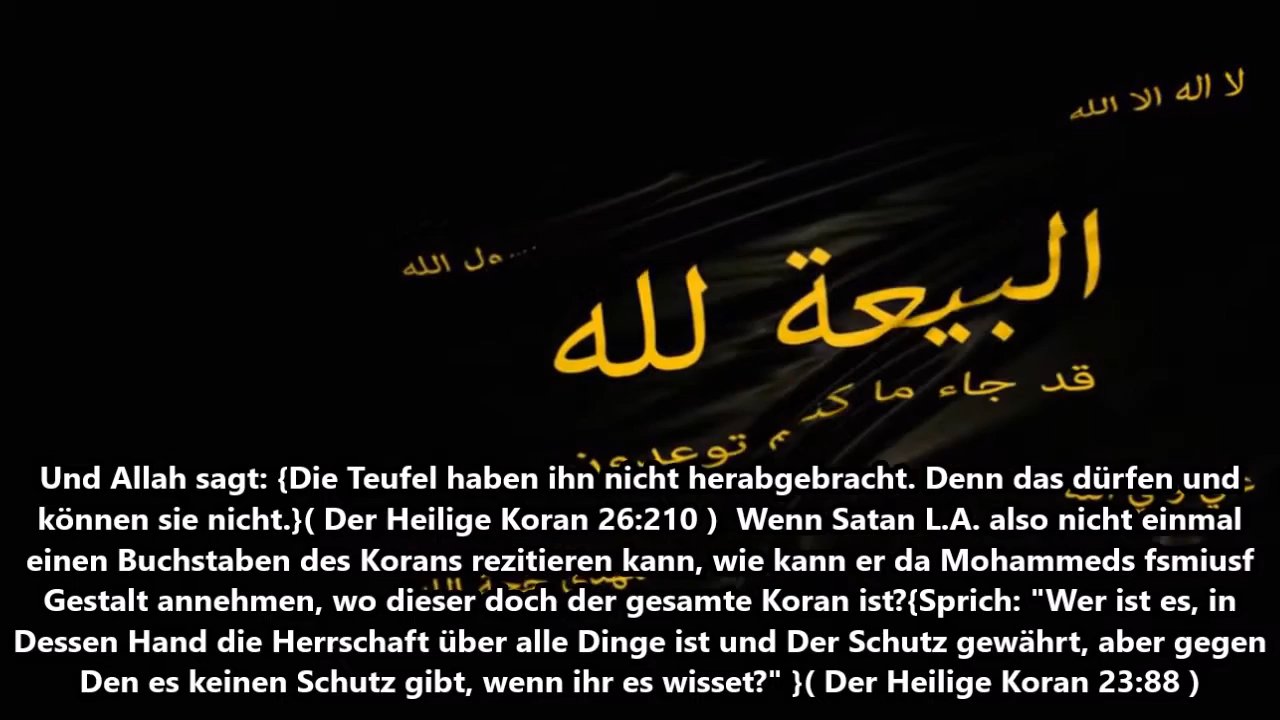 لا اله الا الله
ول الله
البيعة لله
قد جاء ما
Und Allah sagt: {Die Teufel haben ihn nicht herabgebracht. Denn das dürfen und
können sie nicht.}( Der Heilige Koran 26:210 ) Wenn Satan L.A. also nicht einmal
einen Buchstaben des Korans rezitieren kann, wie kann er da Mohammeds fsmiusf
Gestalt annehmen, wo dieser doch der gesamte Koran ist?{Sprich: "Wer ist es, in
Dessen Hand die Herrschaft über alle Dinge ist und Der Schutz gewährt, aber gegen
Den es keinen Schutz gibt, wenn ihr es wisset?" }( Der Heilige Koran 23:88 )